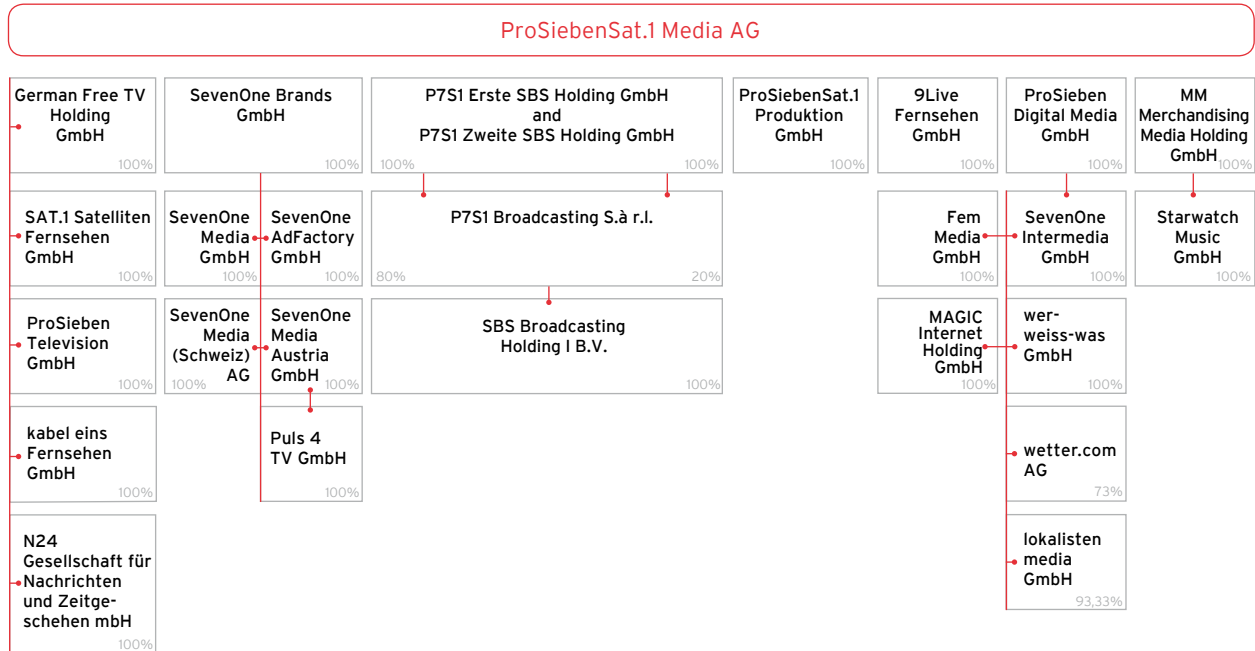 ProSiebenSat.1 Media AG
German Free TV
Holding
GmbH
100%
SevenOne Brands
GmbH
100%
P7S1 Erste SBS Holding GmbH
and
P7S1 Zweite SBS Holding GmbH
100%
100%
ProSiebenSat.1
Produktion
GmbH
100%
9Live
Fernsehen
GmbH
100%
ProSieben
Digital Media
GmbH
100%
MM
Merchandising
Media Holding
GmbH
100%
SAT.1 Satelliten
Fernsehen
GmbH
100%
SevenOne
Media
GmbH
100%
SevenOne
AdFactory
GmbH
100%
P7S1 Broadcasting S.à r.l.
80%
20%
Fem
Media
GmbH
100%
SevenOne
Intermedia
GmbH
100%
Starwatch
Music
GmbH
100%
ProSieben
Television
GmbH
100%
SevenOne
Media
(Schweiz)
AG
100%
SevenOne
Media
Austria
GmbH
100%
SBS Broadcasting
Holding I B.V.
100%
MAGIC
Internet
Holding
GmbH
100%
wer-
weiss-was
GmbH
100%
kabel eins
Fernsehen
GmbH
100%
Puls 4
TV GmbH
100%
wetter.com
AG
73%
N24
Gesellschaft für
Nachrichten
und Zeitge-
schehen mbH
100%
lokalisten
media
GmbH
93,33%